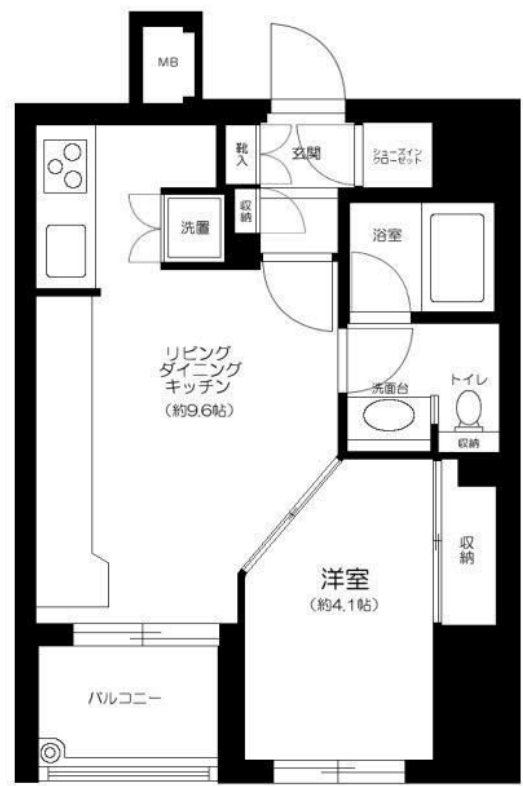 MB
靴
入
玄関
シューズイン
クローゼット
収
納
洗置
浴室
リビング
ダイニング
キッチン
(約9.6帖)
洗面台
トイレ
収納
洋室
(約4.1帖)
収
納
バルコニー